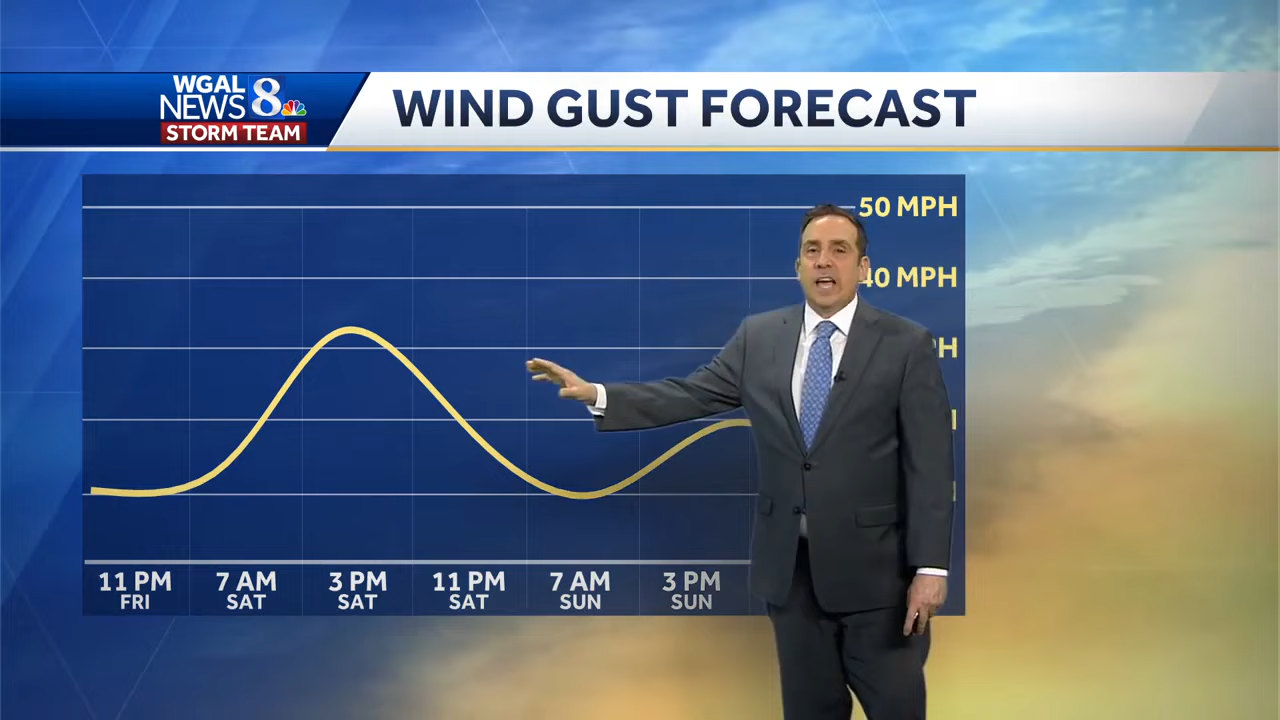 WGAL
NEWS 8
STORM TEAM
WIND GUST FORECAST
50 MPH
40 MPH
H
11 PM
FRI
7 AM
SAT
3 PM
SAT
11 PM
SAT
7 AM
SUN
3 PM
SUN